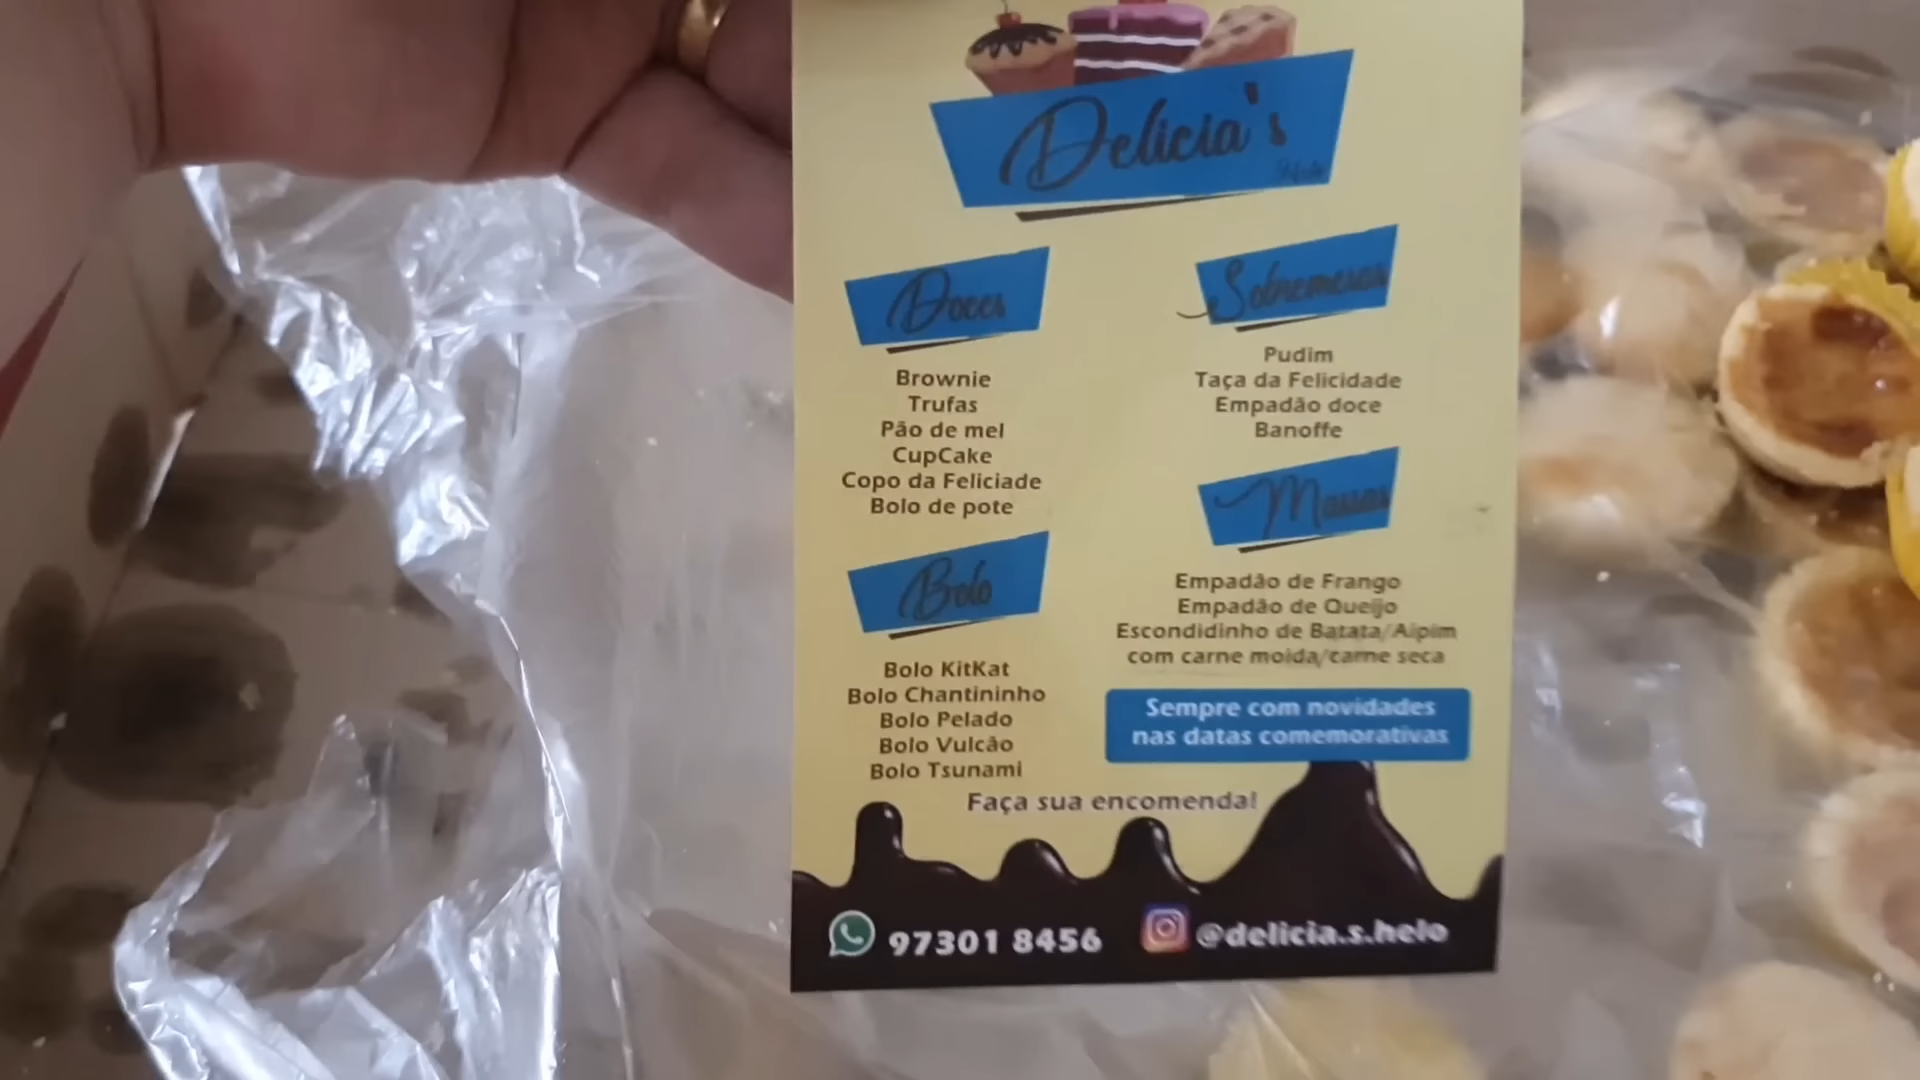 Delicia's
Doces
Brownie
Trufas
Pão de mel
CupCake
Copo da Feliciade
Bolo de pote
Bolo
Bolo KitKat
Bolo Chantininho
Bolo Pelado
Bolo Vulcão
Bolo Tsunami
Sobremesas
Pudim
Taça da Felicidade
Empadão doce
Banoffe
Massas
Empadão de Frango
Empadão de Queijo
Escondidinho de Batata/Aipim
com carne moida/carne seca
Sempre com novidades
nas datas comemorativas
Faça sua encomenda!
97301 8456
@delicia.s.helo